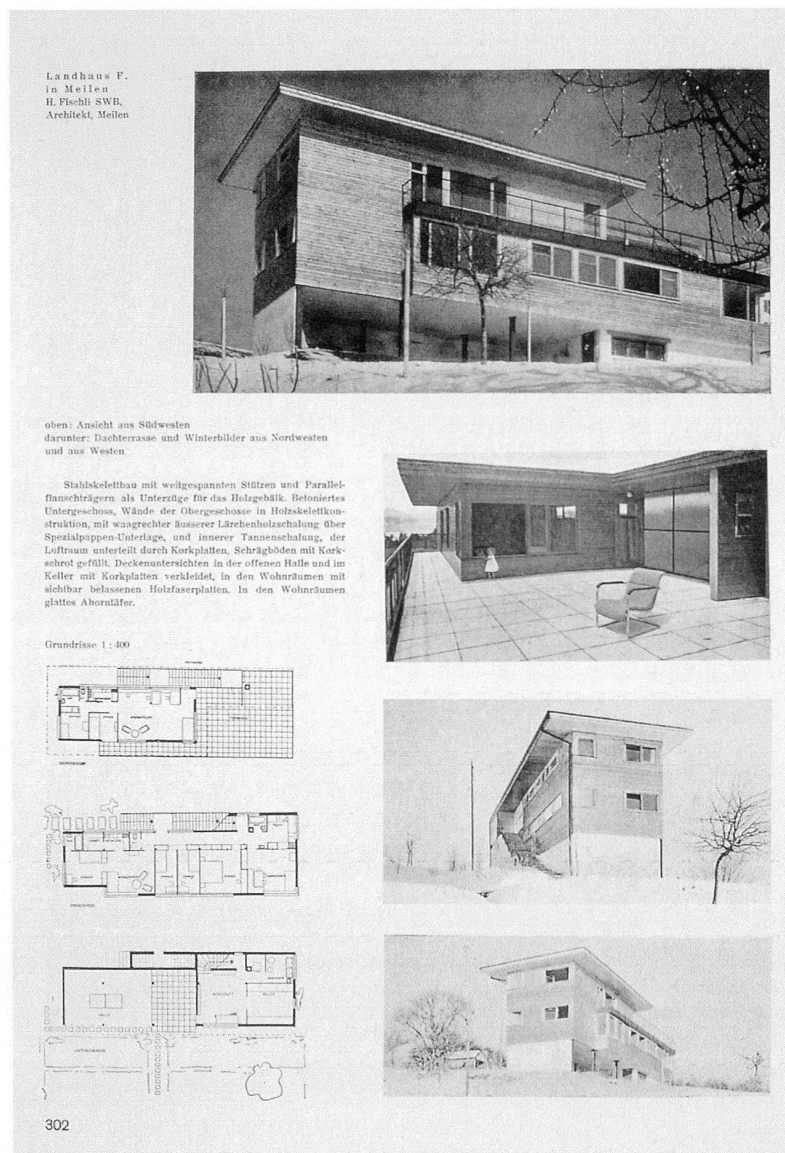 Landhaus F.
in Meilen
H. Fischli SWB,
Architekt, Meilen
oben: Ansicht aus Südwesten
darunter: Dachterrasse und Winterbilder aus Nordwesten
und aus Westen
Stahlskelettbau mit weitgespannten Stützen und Parallel-
flanschträgern als Unterzüge für das Holzgebälk. Betoniertes
Untergeschoss, Wände der Obergeschosse in Holzskelettkon-
struktion, mit waagrechter äusserer Lärchenholzschalung über
Spezialpappen-Unterlage, und innerer Tannenschalung, der
Luftraum unterteilt durch Korkplatten, Schrägböden mit Kork-
schrot gefüllt. Deckenuntersichten in der offenen Halle und im
Keller mit Korkplatten verkleidet, in den Wohnräumen mit
sichtbar belassenen Holzfaserplatten. In den Wohnräumen
glattes Ahorntäfer.
Grundrisse 1 : 400
302